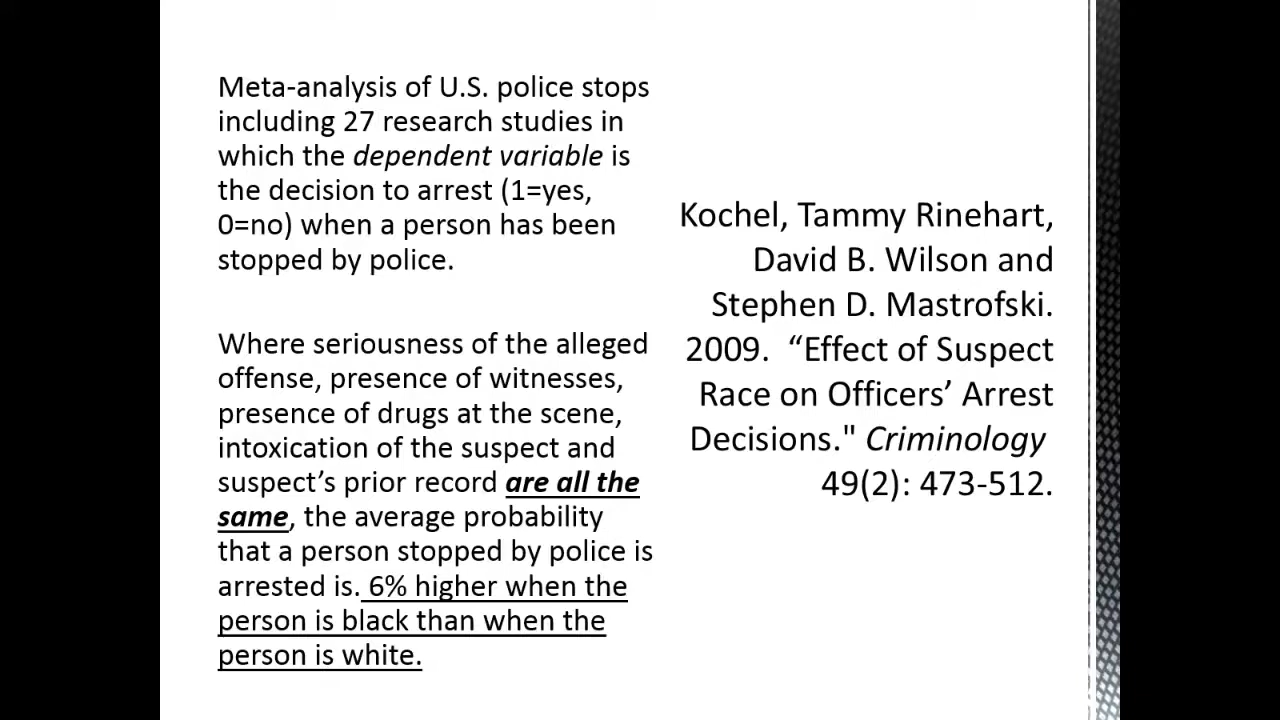 Meta-analysis of U.S. police stops
including 27 research studies in
which the dependent variable is
the decision to arrest (1=yes,
0=no) when a person has been
stopped by police.
Where seriousness of the alleged
offense, presence of witnesses,
presence of drugs at the scene,
intoxication of the suspect and
suspect’s prior record are all the
same, the average probability
that a person stopped by police is
arrested is. 6% higher when the
person is black than when the
person is white.
Kochel, Tammy Rinehart,
David B. Wilson and
Stephen D. Mastrofski.
2009.  “Effect of Suspect
Race on Officers’ Arrest
Decisions." Criminology
49(2): 473-512.